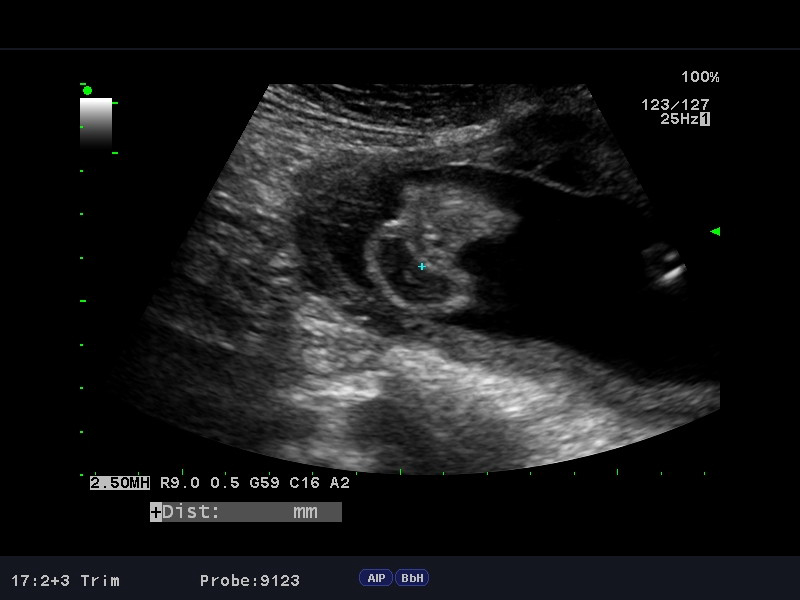 100%
123/127
25Hz1
2.50MH R9.0 0.5 G59 C16 A2
+Dist: mm
17:2+3 Trim Probe:9123 AIP BbH